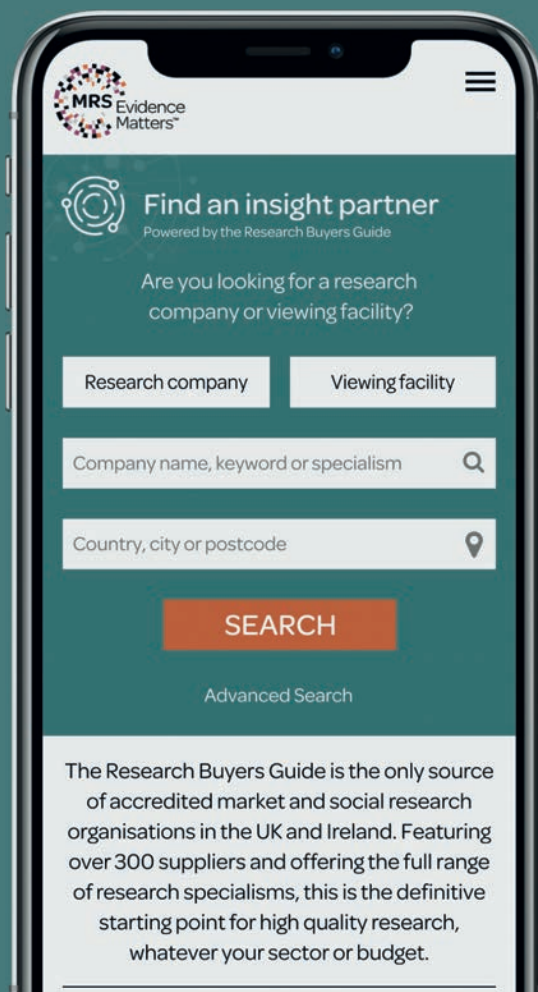 MRS Evidence
Matters™
Find an insight partner
Powered by the Research Buyers Guide
Are you looking for a research
company or viewing facility?
Research company
Viewing facility
Company name, keyword or specialism
Country, city or postcode
SEARCH
Advanced Search
The Research Buyers Guide is the only source
of accredited market and social research
organisations in the UK and Ireland. Featuring
over 300 suppliers and offering the full range
of research specialisms, this is the definitive
starting point for high quality research,
whatever your sector or budget.